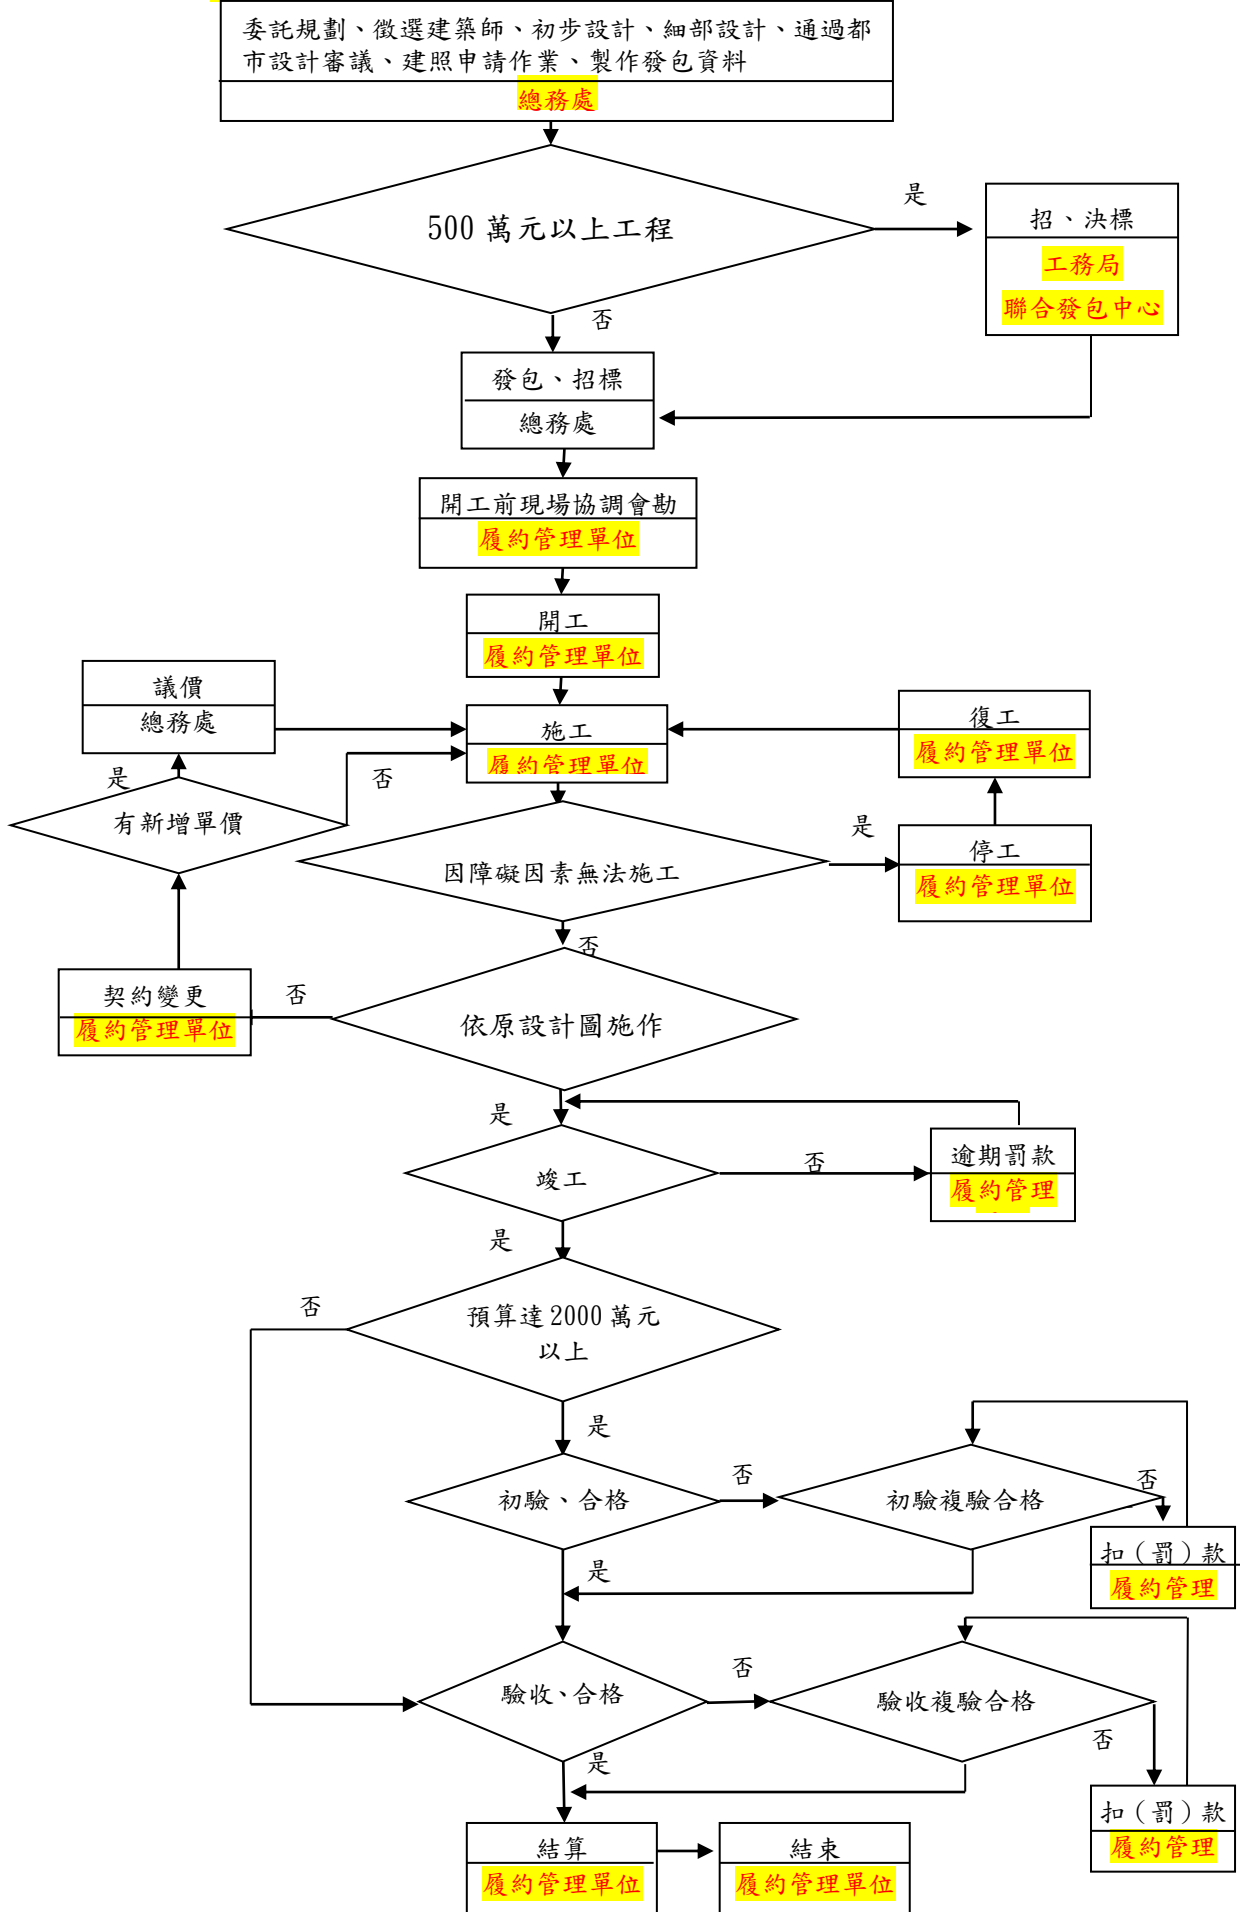 委託規劃、徵選建築師、初步設計、細部設計、通過都
市設計審議、建照申請作業、製作發包資料
總務處
500 萬元以上工程
是
招、決標
工務局
聯合發包中心
否
發包、招標
總務處
開工前現場協調會勘
履約管理單位
開工
履約管理單位
議價
總務處
施工
履約管理單位
復工
履約管理單位
是
否
有新增單價
是
停工
履約管理單位
因障礙因素無法施工
否
契約變更
履約管理單位
否
依原設計圖施作
是
竣工
否
逾期罰款
履約管理
是
否
預算達 2000 萬元
以上
是
初驗、合格
否
初驗複驗合格
否
扣（罰）款
履約管理
是
驗收、合格
否
驗收複驗合格
否
扣（罰）款
履約管理
是
結算
履約管理單位
結束
履約管理單位